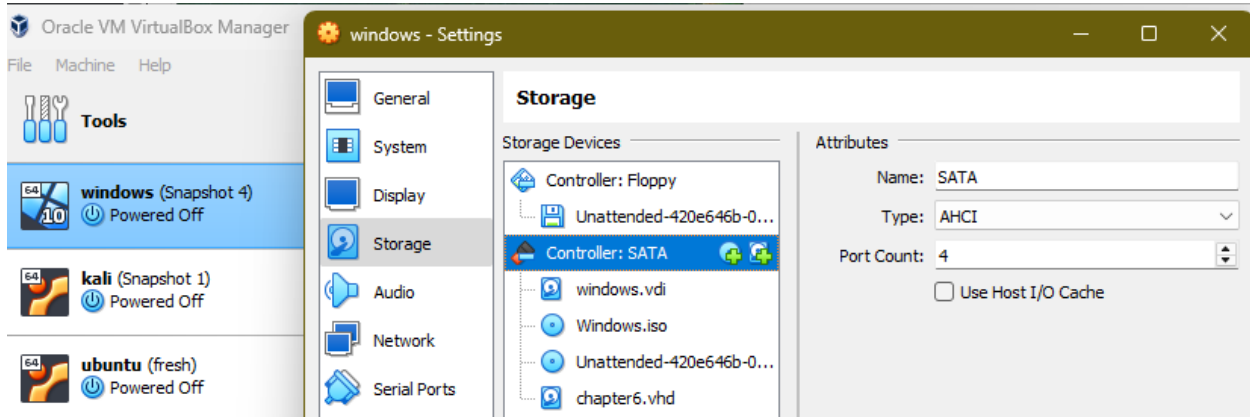 Oracle VM VirtualBox Manager
File Machine Help
Tools
64
10
windows (Snapshot 4)
Powered Off
64
kali (Snapshot 1)
Powered Off
64
ubuntu (fresh)
Powered Off
windows - Settings
General
System
Display
Storage
Audio
Network
Serial Ports
Storage
Storage Devices
Controller: Floppy
Unattended-420e646b-0...
Controller: SATA
windows.vdi
Windows.iso
Unattended-420e646b-0...
chapter6.vhd
Attributes
Name: SATA
Type: AHCI
Port Count: 4
Use Host I/O Cache